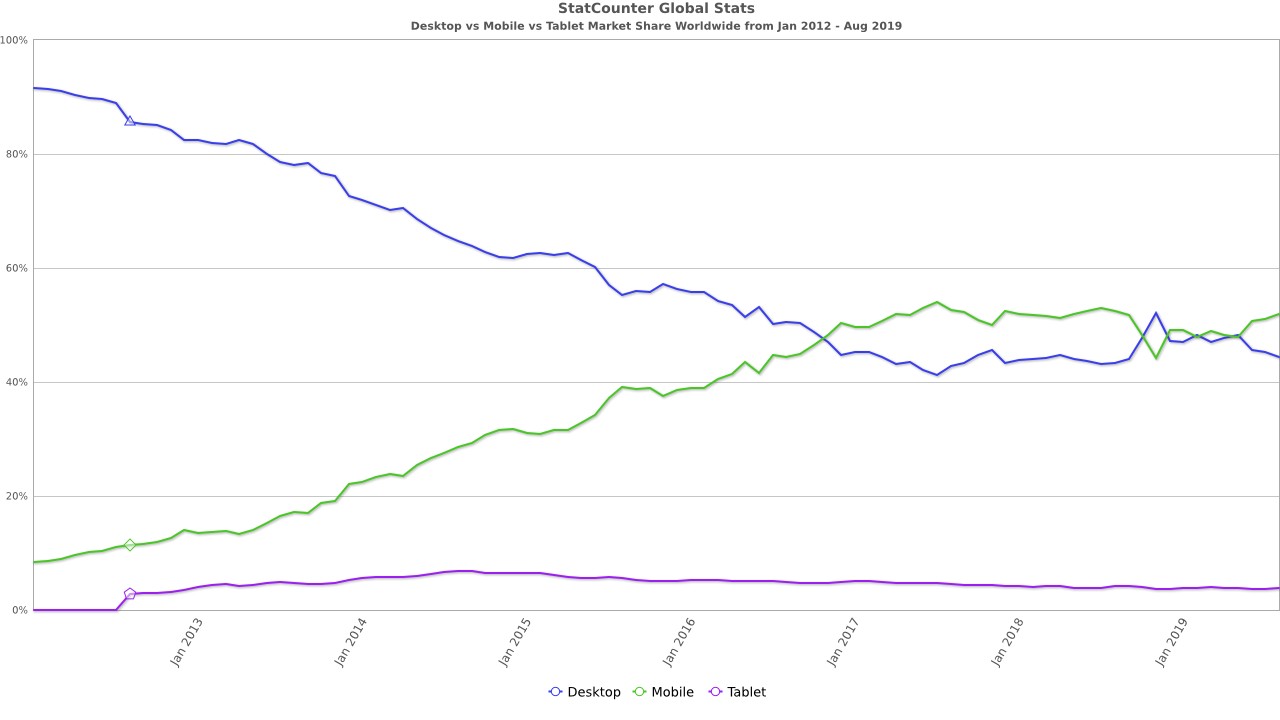 StatCounter Global Stats
Desktop vs Mobile vs Tablet Market Share Worldwide from Jan 2012 - Aug 2019
100%
80%
60%
40%
20%
0%
Jan 2013
Jan 2014
Jan 2015
Jan 2016
Jan 2017
Jan 2018
Jan 2019
Desktop Mobile Tablet